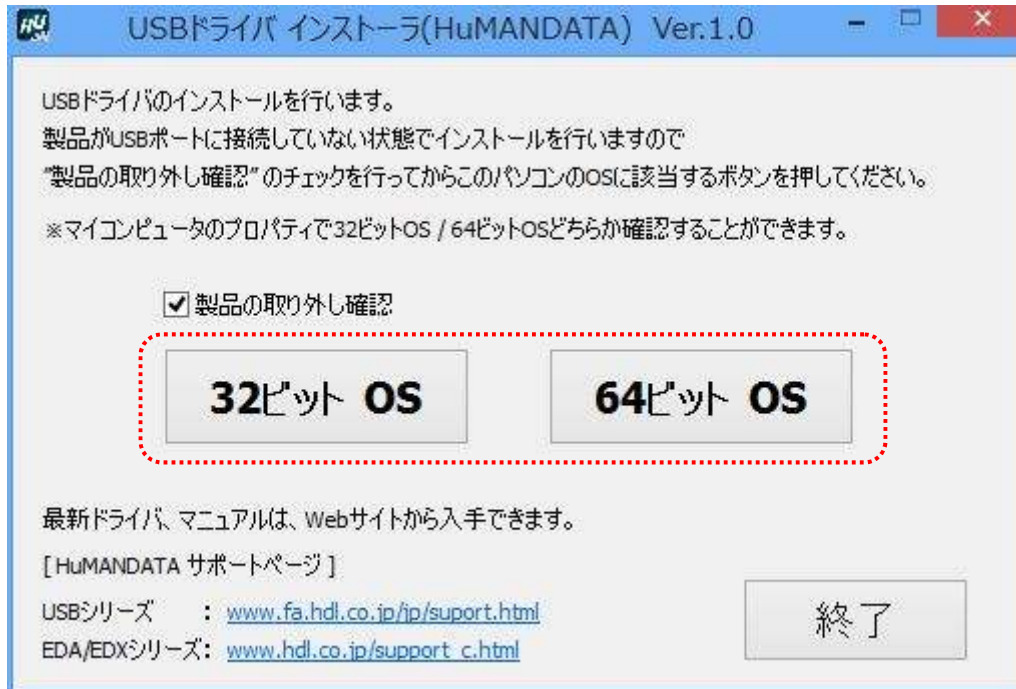 USBドライバ インストーラ(HuMANDATA) Ver.1.0
USBドライバのインストールを行います。
製品がUSBポートに接続していない状態でインストールを行いますので
"製品の取り外し確認" のチェックを行ってからこのパソコンのOSに該当するボタンを押してください。
※マイコンピュータのプロパティで32ビットOS / 64ビットOSどちらか確認することができます。
製品の取り外し確認
32ビット OS 64ビット OS
最新ドライバ、マニュアルは、Webサイトから入手できます。
[ HuMANDATA サポートページ ]
USBシリーズ : www.fa.hdl.co.jp/jp/suport.html
EDA/EDXシリーズ: www.hdl.co.jp/support_c.html
終了